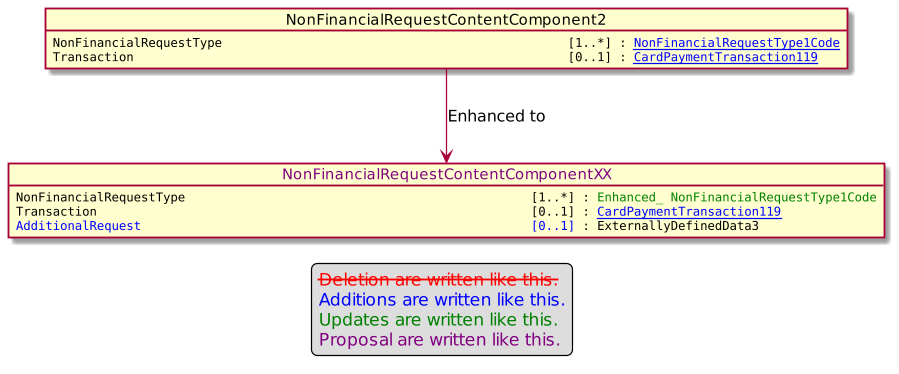 NonFinancialRequestContentComponent2
NonFinancialRequestType [1..*] : NonFinancialRequestType1Code
Transaction [0..1] : CardPaymentTransaction119
Enhanced to
NonFinancialRequestContentComponentXX
NonFinancialRequestType [1..*] : Enhanced_ NonFinancialRequestType1Code
Transaction [0..1] : CardPaymentTransaction119
AdditionalRequest [0..1] : ExternallyDefinedData3
Deletion are written like this.
Additions are written like this.
Updates are written like this.
Proposal are written like this.